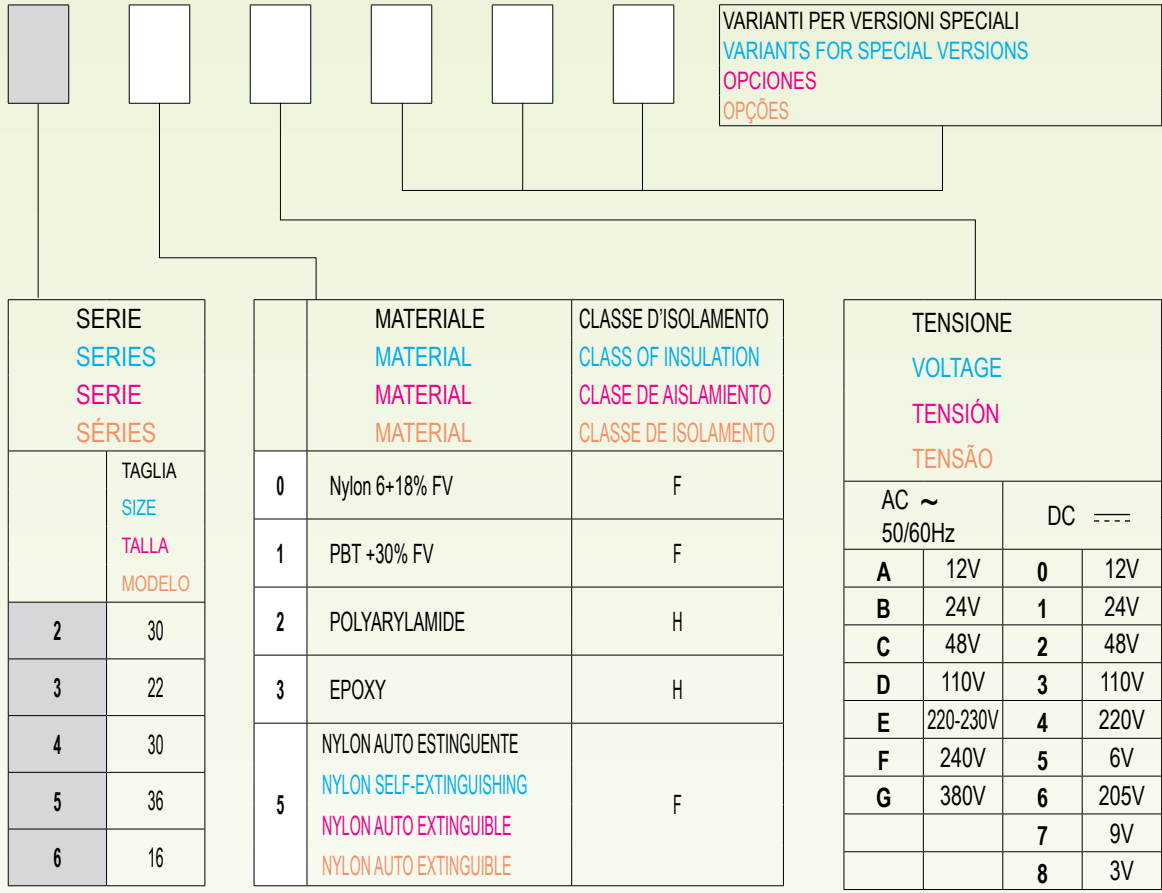 VARIANTI PER VERSIONI SPECIALI
VARIANTS FOR SPECIAL VERSIONS
OPCIONES
OPÇÕES
SERIE
SERIES
SERIE
SÉRIES
TAGLIA
SIZE
TALLA
MODELO
2 30
3 22
4 30
5 36
6 16
MATERIALE CLASSE D'ISOLAMENTO
MATERIAL CLASS OF INSULATION
MATERIAL CLASE DE AISLAMIENTO
MATERIAL CLASSE DE ISOLAMENTO
0 Nylon 6+18% FV F
1 PBT +30% FV F
2 POLYARYLAMIDE H
3 EPOXY H
5 NYLON AUTO ESTINGUENTE F
NYLON SELF-EXTINGUISHING
NYLON AUTO EXTINGUIBLE
NYLON AUTO EXTINGUIBLE
TENSIONE
VOLTAGE
TENSIÓN
TENSÃO
AC ~ DC
50/60Hz
A 12V 0 12V
B 24V 1 24V
C 48V 2 48V
D 110V 3 110V
E 220-230V 4 220V
F 240V 5 6V
G 380V 6 205V
7 9V
8 3V